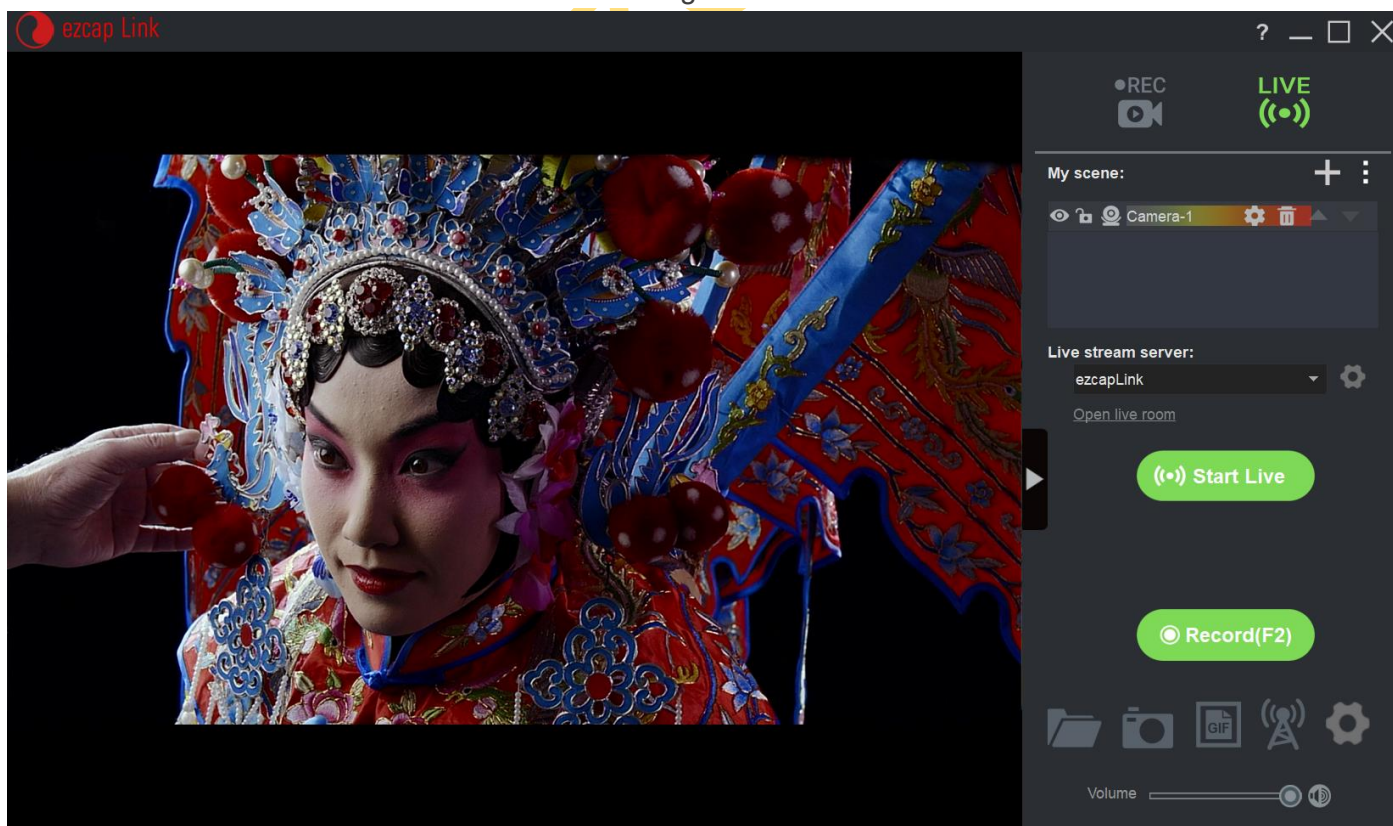 ezcap Link
?
REC
LIVE
My scene:
Camera-1
Live stream server:
ezcapLink
Open live room
Start Live
Record(F2)
GIF
Volume